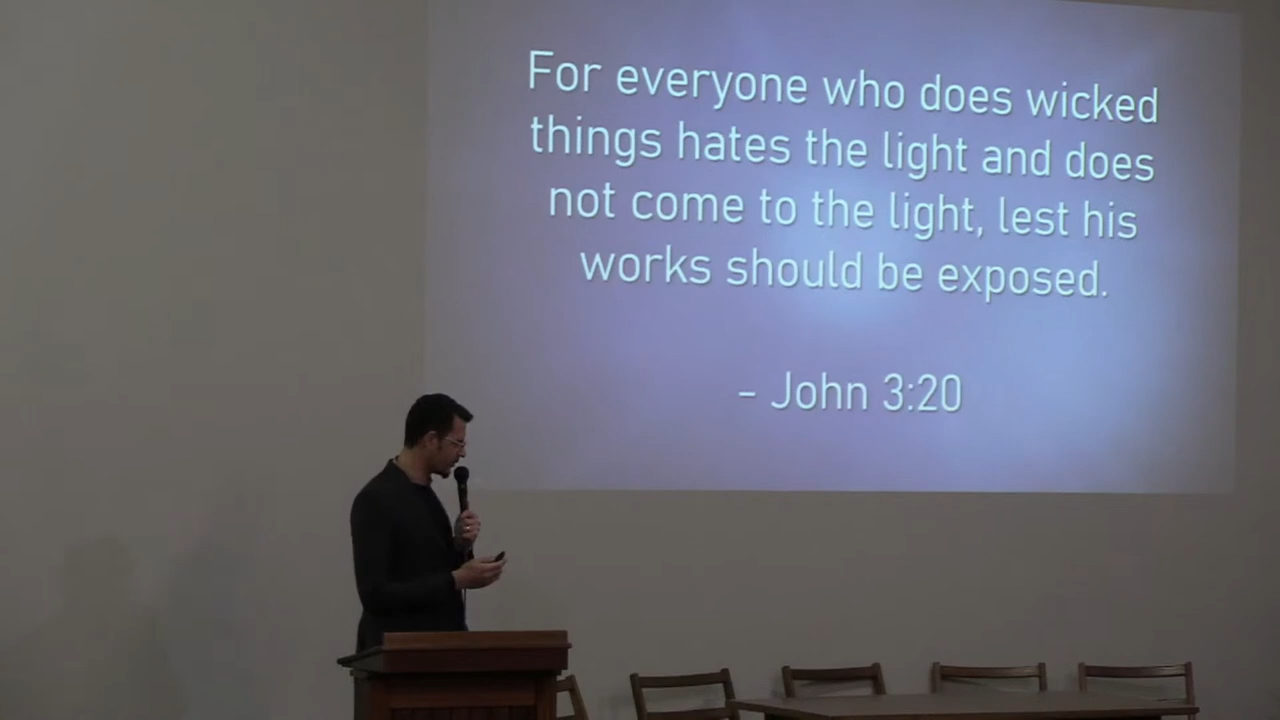 For everyone who does wicked
things hates the light and does
not come to the light, lest his
works should be exposed.
- John 3:20